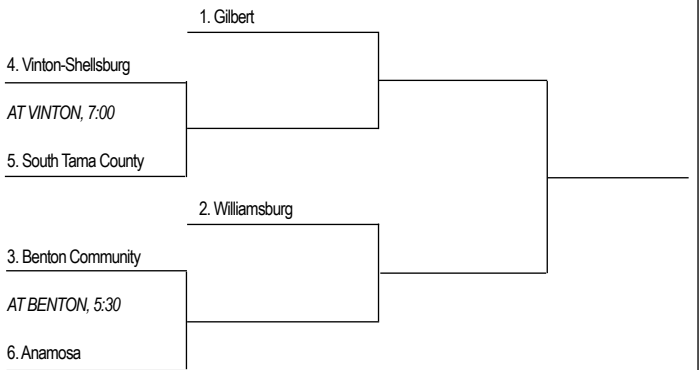 1. Gilbert
4. Vinton-Shellsburg
AT VINTON, 7:00
5. South Tama County
2. Williamsburg
3. Benton Community
AT BENTON, 5:30
6. Anamosa